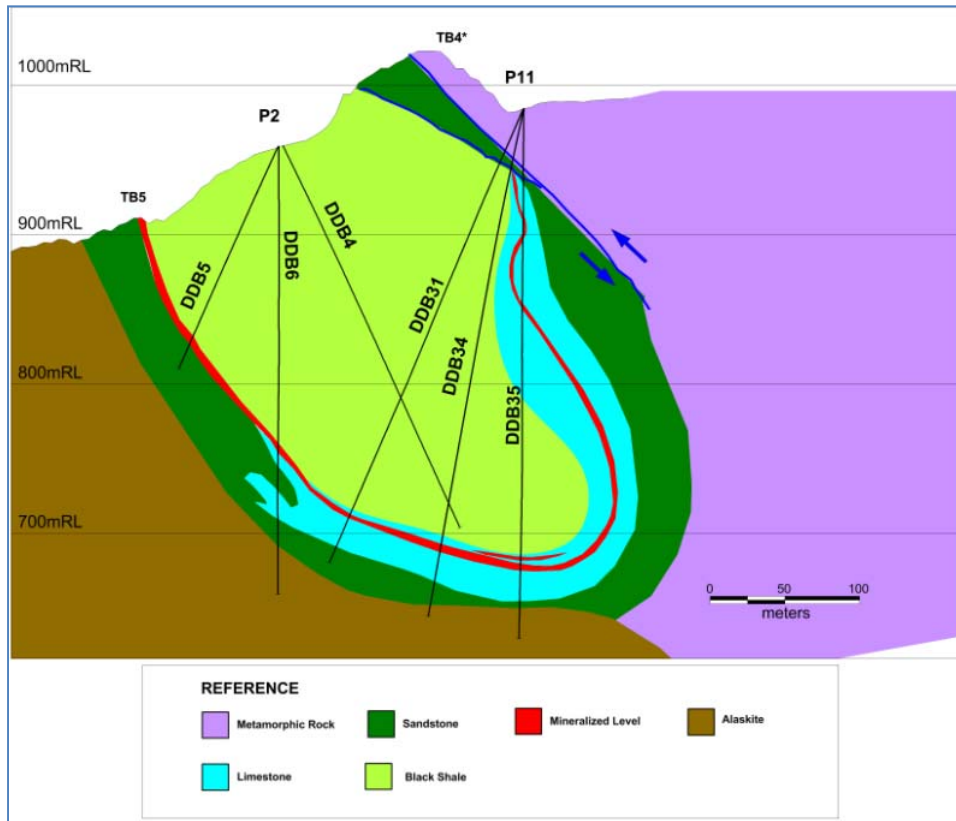 TB4*
1000mRL
P11
P2
TB5
900mRL
DDB5
DDB6
DDB4
DDB31
DDB34
DDB35
800mRL
700mRL
0 50 100
meters
REFERENCE
Metamorphic Rock
Sandstone
Mineralized Level
Alaskite
Limestone
Black Shale